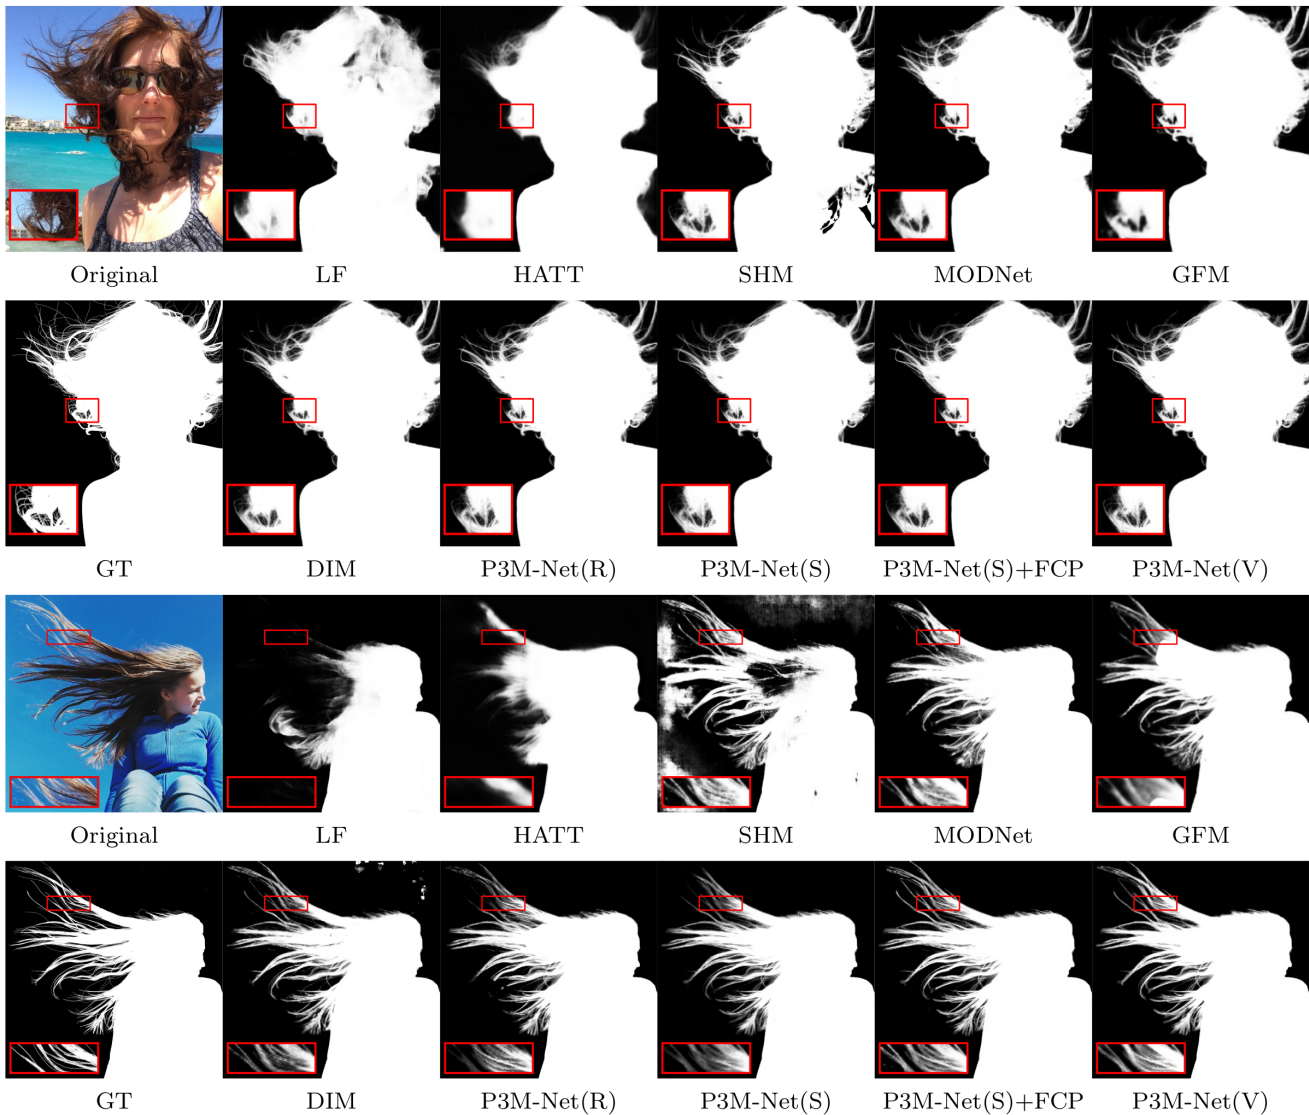 Original LF HATT SHM MODNet GFM
GT DIM P3M-Net(R) P3M-Net(S) P3M-Net(S)+FCP P3M-Net(V)
Original LF HATT SHM MODNet GFM
GT DIM P3M-Net(R) P3M-Net(S) P3M-Net(S)+FCP P3M-Net(V)